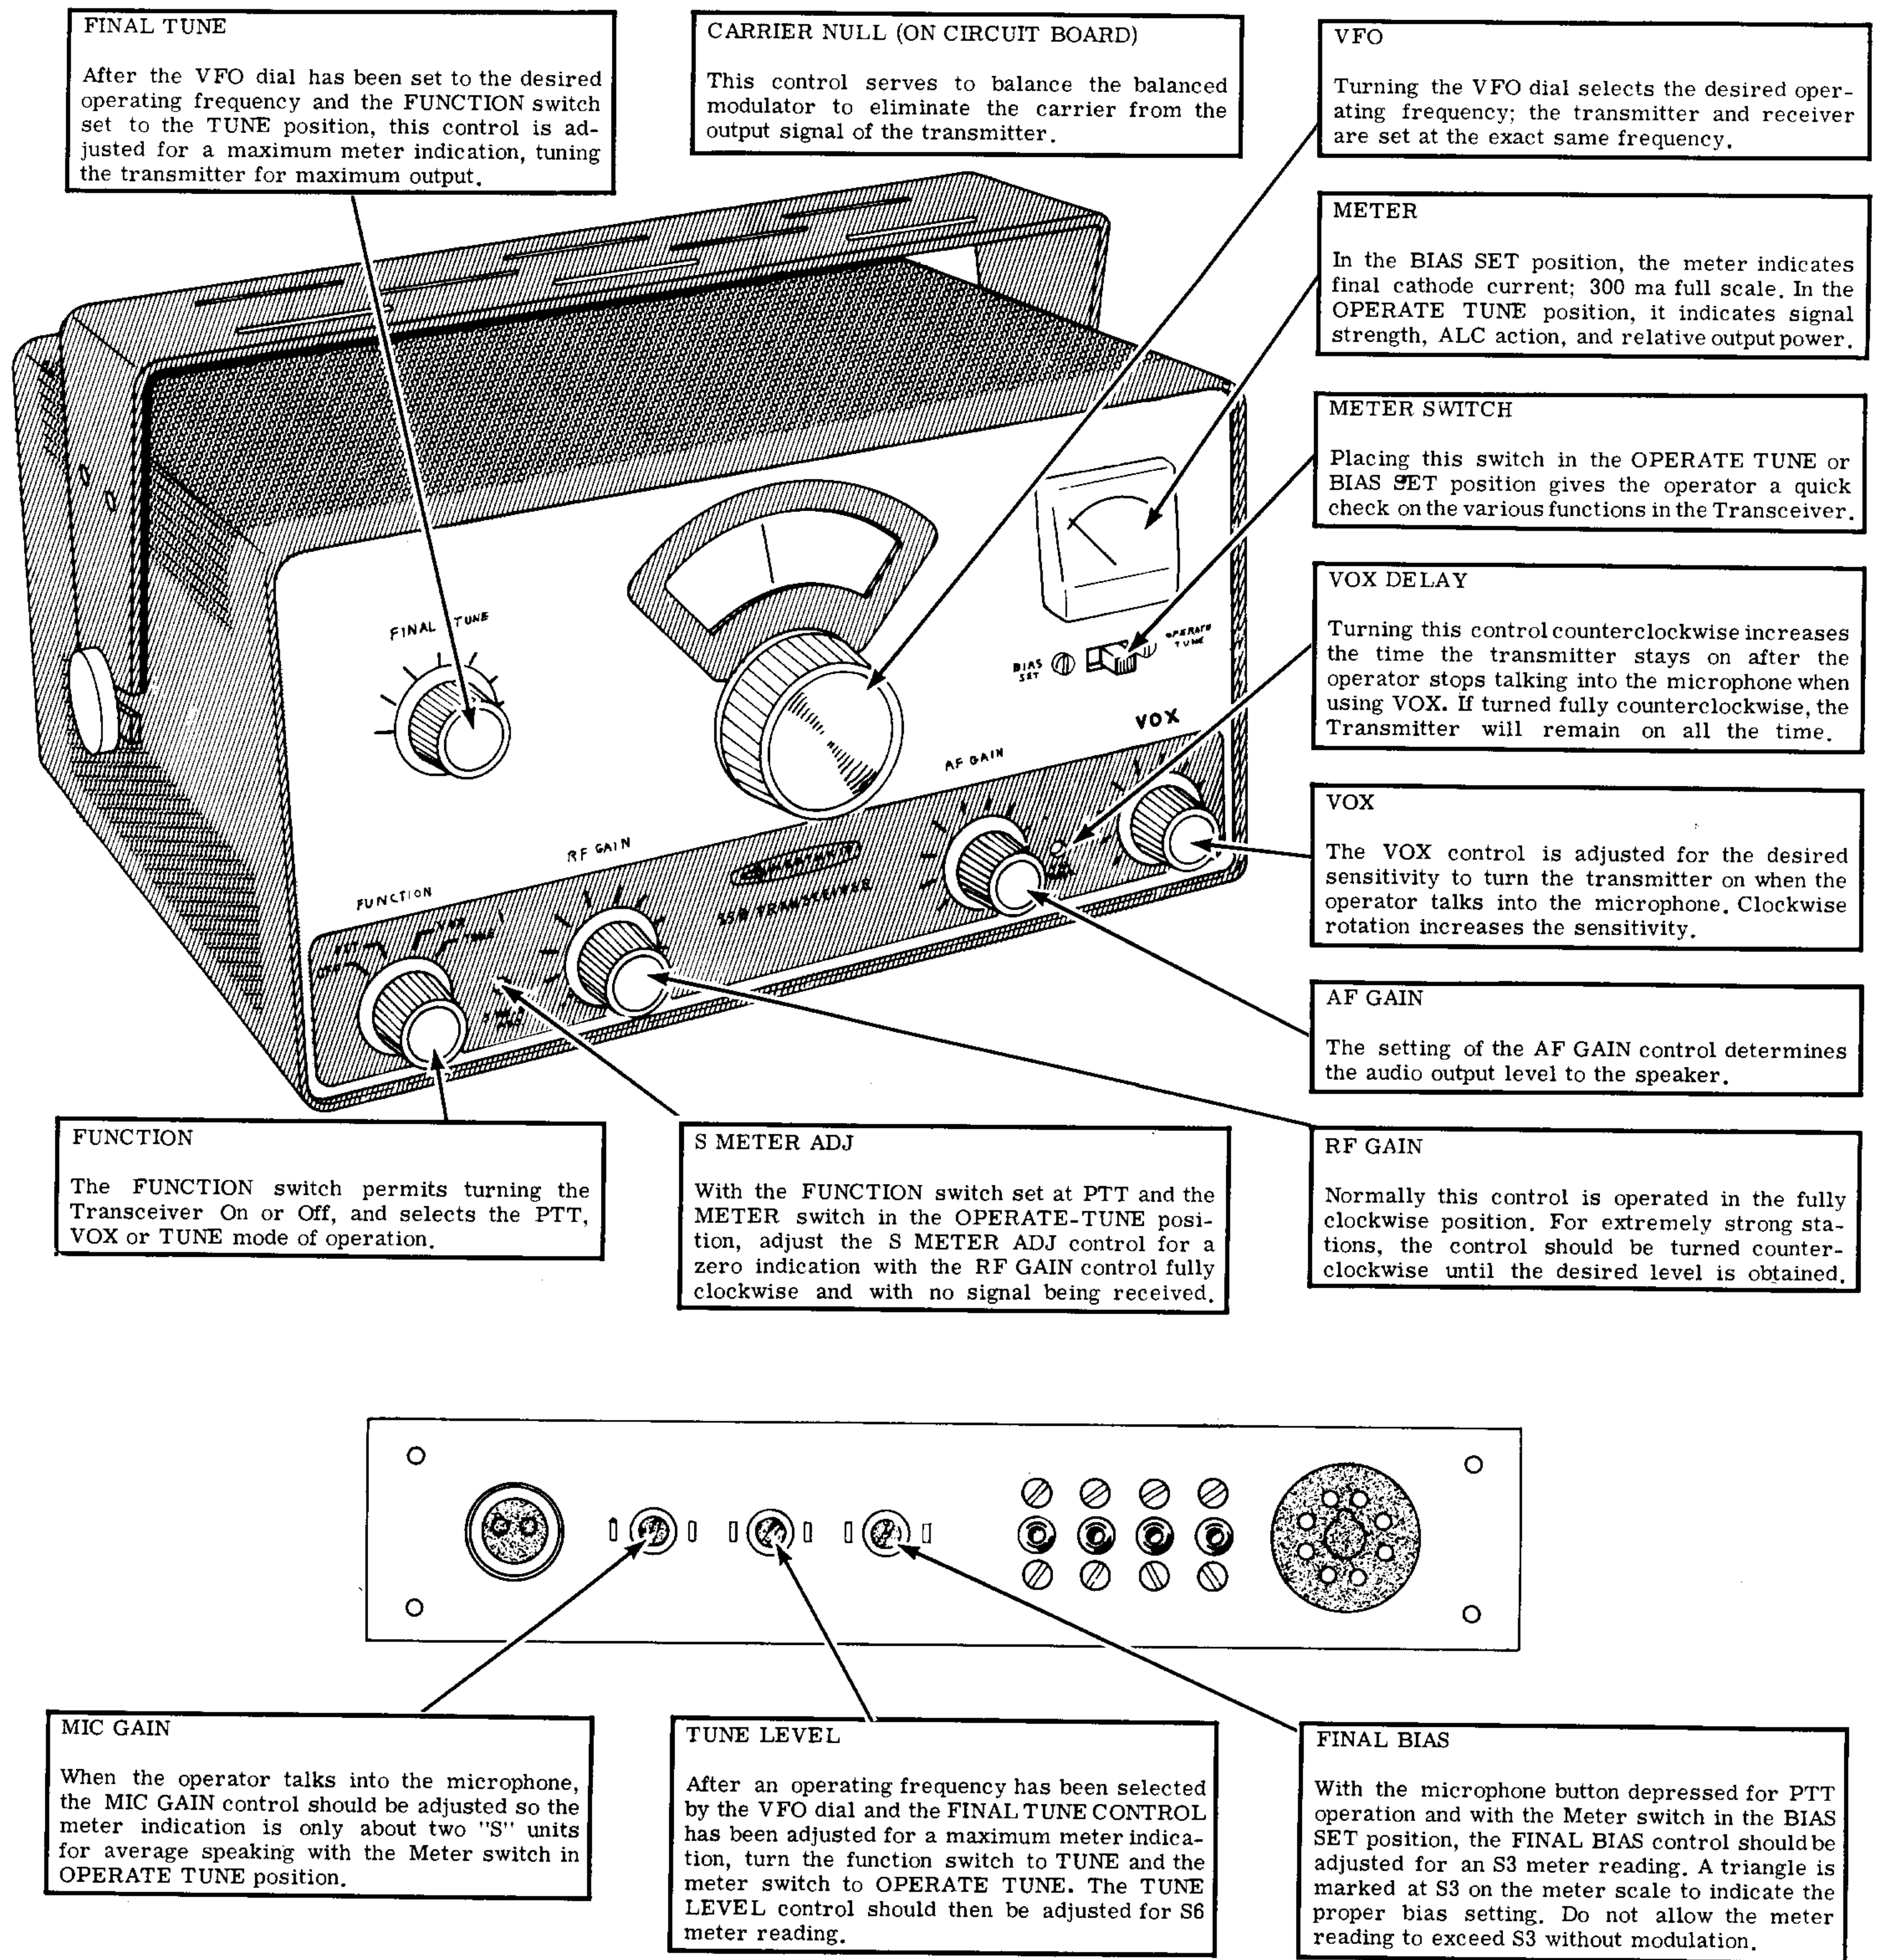 FINAL TUNE
After the VFO dial has been set to the desired
operating frequency and the FUNCTION switch
set to the TUNE position, this control is ad-
justed for a maximum meter indication, tuning
the transmitter for maximum output.
CARRIER NULL (ON CIRCUIT BOARD)
This control serves to balance the balanced
modulator to eliminate the carrier from the
output signal of the transmitter.
VFO
Turning the VFO dial selects the desired oper-
ating frequency; the transmitter and receiver
are set at the exact same frequency.
METER
In the BIAS SET position, the meter indicates
final cathode current; 300 ma full scale. In the
OPERATE TUNE position, it indicates signal
strength, ALC action, and relative output power.
METER SWITCH
Placing this switch in the OPERATE TUNE or
BIAS SET position gives the operator a quick
check on the various functions in the Transceiver.
VOX DELAY
Turning this control counterclockwise increases
the time the transmitter stays on after the
operator stops talking into the microphone when
using VOX. If turned fully counterclockwise, the
Transmitter will remain on all the time.
VOX
The VOX control is adjusted for the desired
sensitivity to turn the transmitter on when the
operator talks into the microphone. Clockwise
rotation increases the sensitivity.
AF GAIN
The setting of the AF GAIN control determines
the audio output level to the speaker.
RF GAIN
Normally this control is operated in the fully
clockwise position. For extremely strong sta-
tions, the control should be turned counter-
clockwise until the desired level is obtained.
FINAL TUNE
BIAS
SET
OPERATE
TUNE
VOX
AF GAIN
RF GAIN
FUNCTION
OFF
PTT
VOX
TUNE
SSB TRANSCEIVER
FUNCTION
The FUNCTION switch permits turning the
Transceiver On or Off, and selects the PTT,
VOX or TUNE mode of operation.
S METER ADJ
With the FUNCTION switch set at PTT and the
METER switch in the OPERATE-TUNE posi-
tion, adjust the S METER ADJ control for a
zero indication with the RF GAIN control fully
clockwise and with no signal being received.
MIC GAIN
When the operator talks into the microphone,
the MIC GAIN control should be adjusted so the
meter indication is only about two "S" units
for average speaking with the Meter switch in
OPERATE TUNE position.
TUNE LEVEL
After an operating frequency has been selected
by the VFO dial and the FINAL TUNE CONTROL
has been adjusted for a maximum meter indica-
tion, turn the function switch to TUNE and the
meter switch to OPERATE TUNE. The TUNE
LEVEL control should then be adjusted for S6
meter reading.
FINAL BIAS
With the microphone button depressed for PTT
operation and with the Meter switch in the BIAS
SET position, the FINAL BIAS control should be
adjusted for an S3 meter reading. A triangle is
marked at S3 on the meter scale to indicate the
proper bias setting. Do not allow the meter
reading to exceed S3 without modulation.